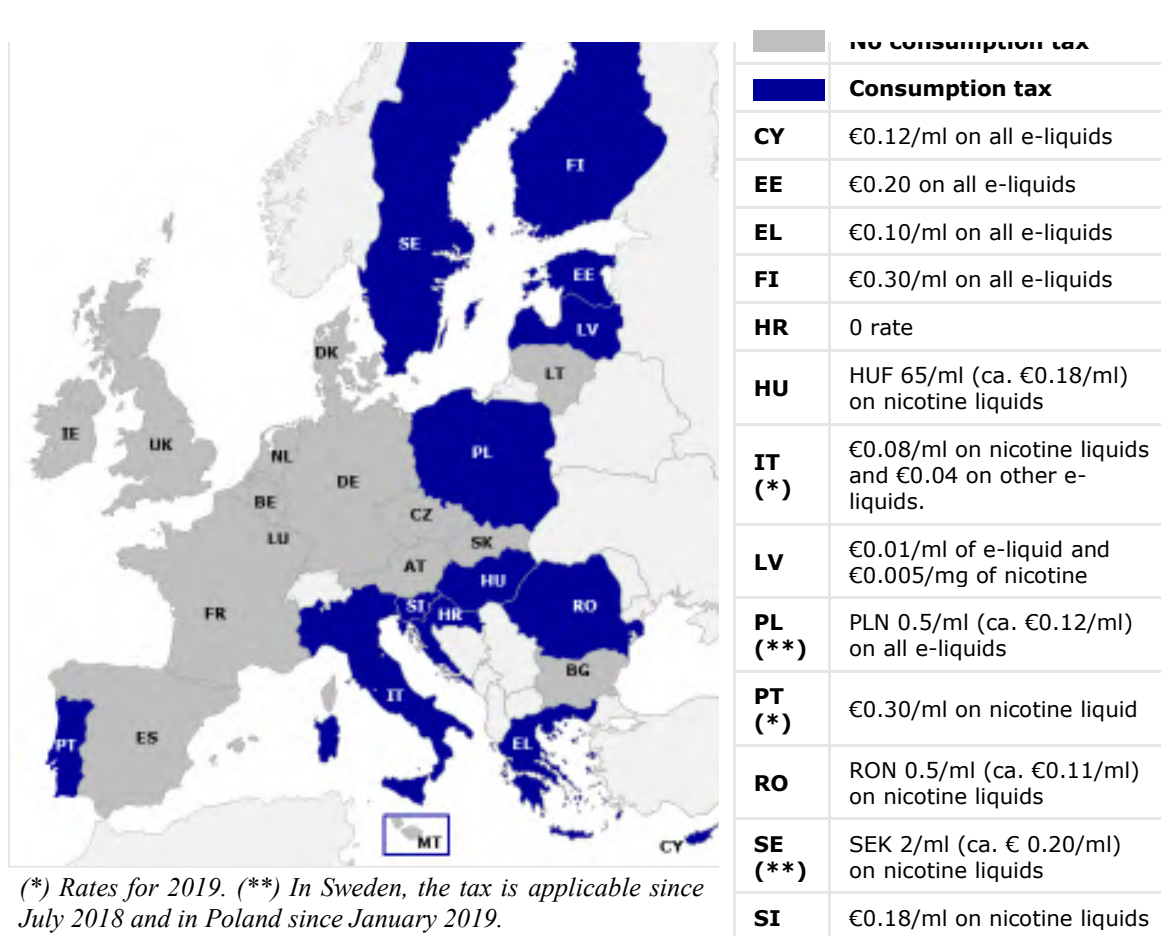 No consumption tax
Consumption tax
CY €0.12/ml on all e-liquids
EE €0.20 on all e-liquids
EL €0.10/ml on all e-liquids
FI €0.30/ml on all e-liquids
HR 0 rate
HU HUF 65/ml (ca. €0.18/ml)
on nicotine liquids
IT €0.08/ml on nicotine liquids
(*) and €0.04 on other e-
liquids.
LV €0.01/ml of e-liquid and
€0.005/mg of nicotine
PL PLN 0.5/ml (ca. €0.12/ml)
(**) on all e-liquids
PT
(*) €0.30/ml on nicotine liquid
RO RON 0.5/ml (ca. €0.11/ml)
on nicotine liquids
SE SEK 2/ml (ca. € 0.20/ml)
(**) on nicotine liquids
SI €0.18/ml on nicotine liquids
FI
SE
EE
LV
DK
LT
IE
UK
NL
PL
DE
BE
CZ
LU
SK
AT
HU
SI
HR
RO
FR
BG
IT
ES
PT
EL
MT
CY
(*) Rates for 2019. (**) In Sweden, the tax is applicable since
July 2018 and in Poland since January 2019.